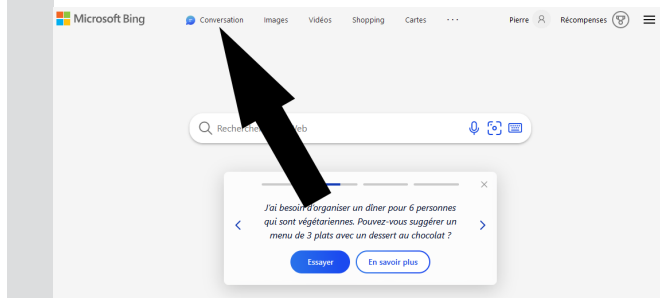 Microsoft Bing Conversation Images Vidéos Shopping Cartes ... Pierre Récompenses
Recherche eb
J'ai besoin d'organiser un dîner pour 6 personnes
qui sont végétariennes. Pouvez-vous suggérer un
menu de 3 plats avec un dessert au chocolat ?
Essayer En savoir plus